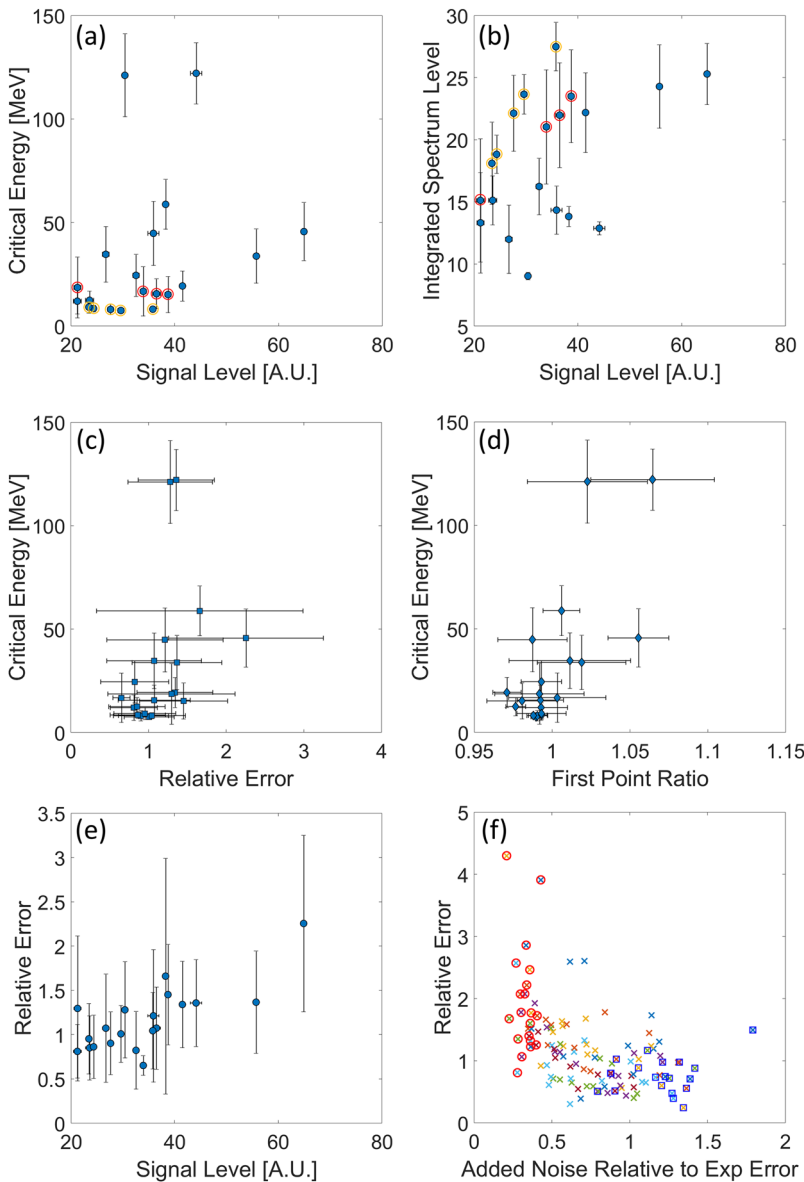 (a)
150
100
50
0
Critical Energy [MeV]
20 40 60 80
Signal Level [A.U.]
(b)
30
25
20
15
10
5
Integrated Spectrum Level
20 40 60 80
Signal Level [A.U.]
(c)
150
100
50
0
Critical Energy [MeV]
0 1 2 3 4
Relative Error
(d)
150
100
50
0
Critical Energy [MeV]
0.95 1 1.05 1.1 1.15
First Point Ratio
(e)
3.5
3
2.5
2
1.5
1
0.5
0
Relative Error
20 40 60 80
Signal Level [A.U.]
(f)
5
4
3
2
1
0
Relative Error
0 0.5 1 1.5 2
Added Noise Relative to Exp Error